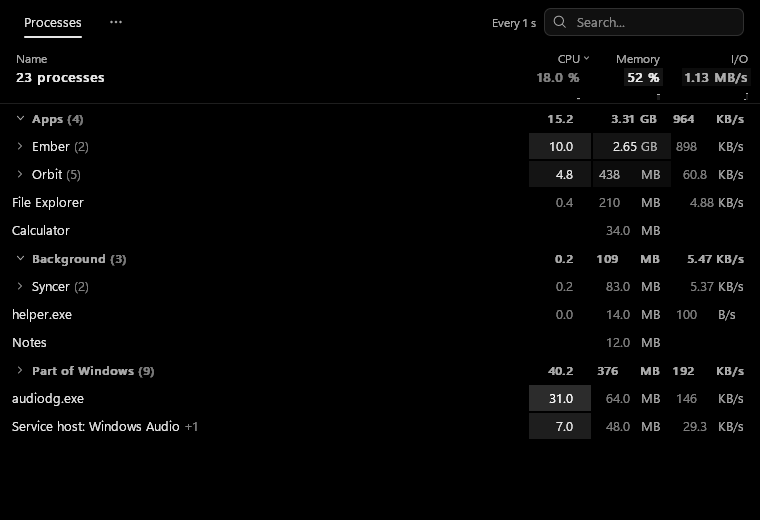 Processes ···
Every 1 s Search...
Name CPU Memory I/O
23 processes 18.0 % 52 % 1.13 MB/s
Apps (4) 15.2 3.31 GB 964 KB/s
Ember (2) 10.0 2.65 GB 898 KB/s
Orbit (5) 4.8 438 MB 60.8 KB/s
File Explorer 0.4 210 MB 4.88 KB/s
Calculator 34.0 MB
Background (3) 0.2 109 MB 5.47 KB/s
Syncer (2) 0.2 83.0 MB 5.37 KB/s
helper.exe 0.0 14.0 MB 100 B/s
Notes 12.0 MB
Part of Windows (9) 40.2 376 MB 192 KB/s
audiodg.exe 31.0 64.0 MB 146 KB/s
Service host: Windows Audio +1 7.0 48.0 MB 29.3 KB/s